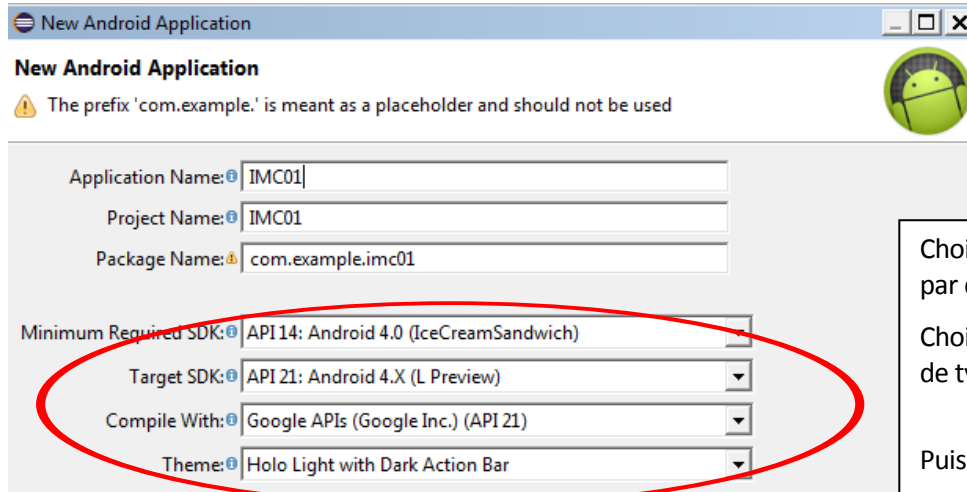 New Android Application
New Android Application
The prefix 'com.example.' is meant as a placeholder and should not be used
Application Name: IMC01
Project Name: IMC01
Package Name: com.example.imc01
Minimum Required SDK: API 14: Android 4.0 (IceCreamSandwich)
Target SDK: API 21: Android 4.X (L Preview)
Compile With: Google APIs (Google Inc.) (API 21)
Theme: Holo Light with Dark Action Bar
par
de
Puis